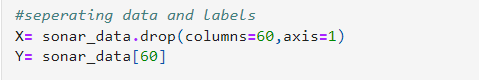 #seperating data and labels
X= sonar_data.drop(columns=60,axis=1)
Y= sonar_data[60]